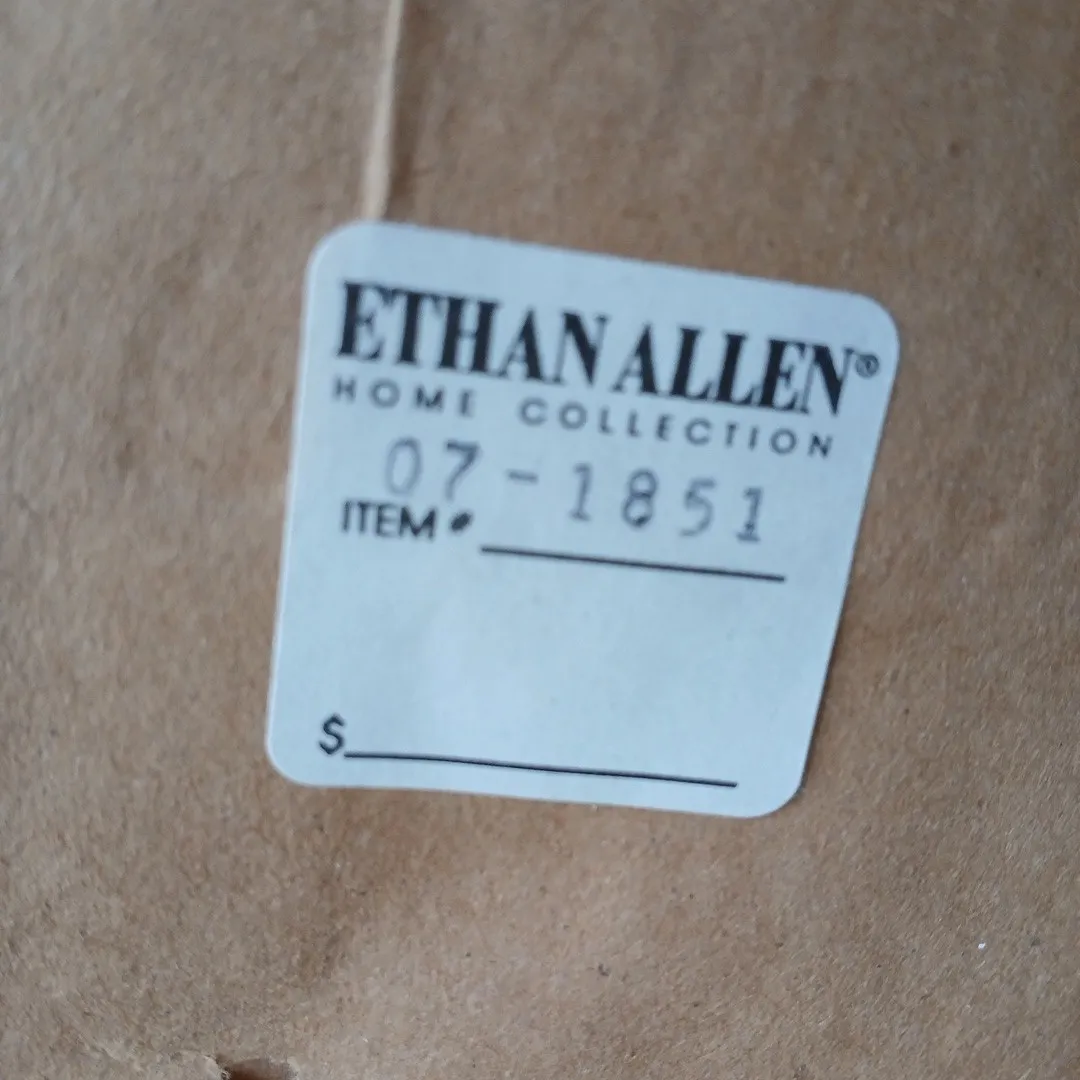 ETHAN ALLEN®
HOME COLLECTION
07-1851
ITEM #
$